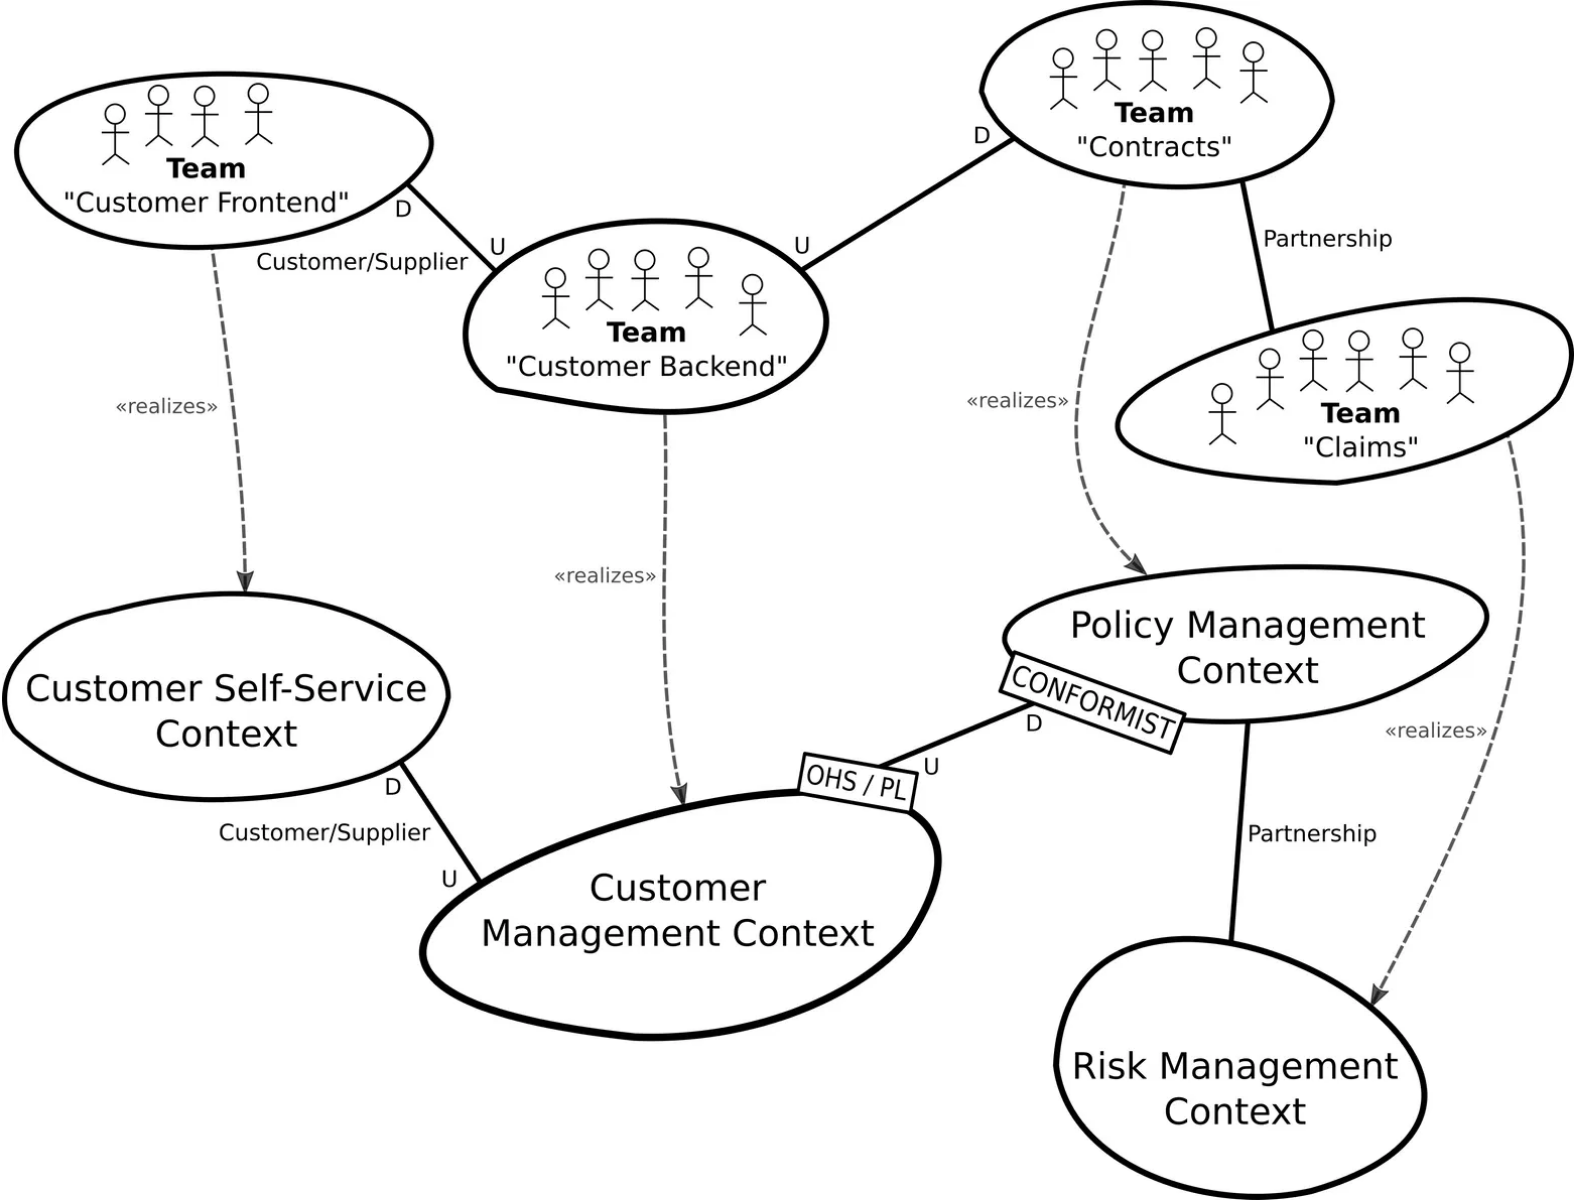 Team
"Contracts"
D
Team
"Customer Frontend"
D
Customer/Supplier
U
U
Partnership
Team
"Customer Backend"
«realizes»
«realizes»
Team
"Claims"
«realizes»
Policy Management
Context
CONFORMIST
D
Customer Self-Service
Context
«realizes»
OHS / PL
U
D
Customer/Supplier
U
Partnership
Customer
Management Context
Risk Management
Context